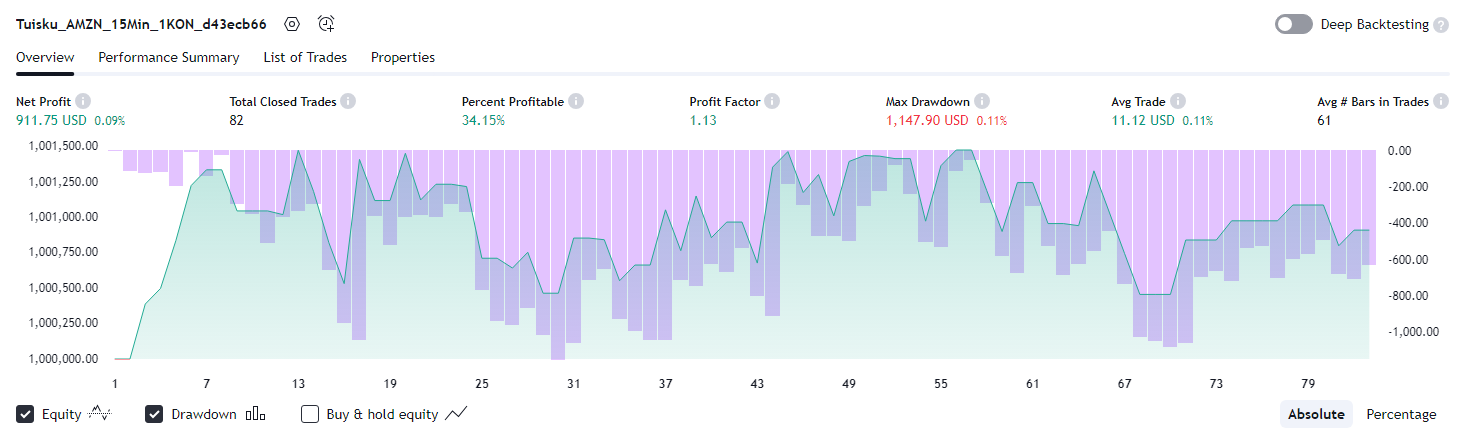 Tuisku_AMZN_15Min_1KON_d43ecb66
Deep Backtesting
Overview Performance Summary List of Trades Properties
Net Profit Total Closed Trades Percent Profitable Profit Factor Max Drawdown Avg Trade Avg # Bars in Trades
911.75 USD 0.09% 82 34.15% 1.13 1,147.90 USD 0.11% 11.12 USD 0.11% 61
1,001,500.00 0.00
1,001,250.00 -200.00
1,001,000.00 -400.00
1,000,750.00 -600.00
1,000,500.00 -800.00
1,000,250.00 -1,000.00
1,000,000.00
1 7 13 19 25 31 37 43 49 55 61 67 73 79
Equity Drawdown Buy & hold equity Absolute Percentage